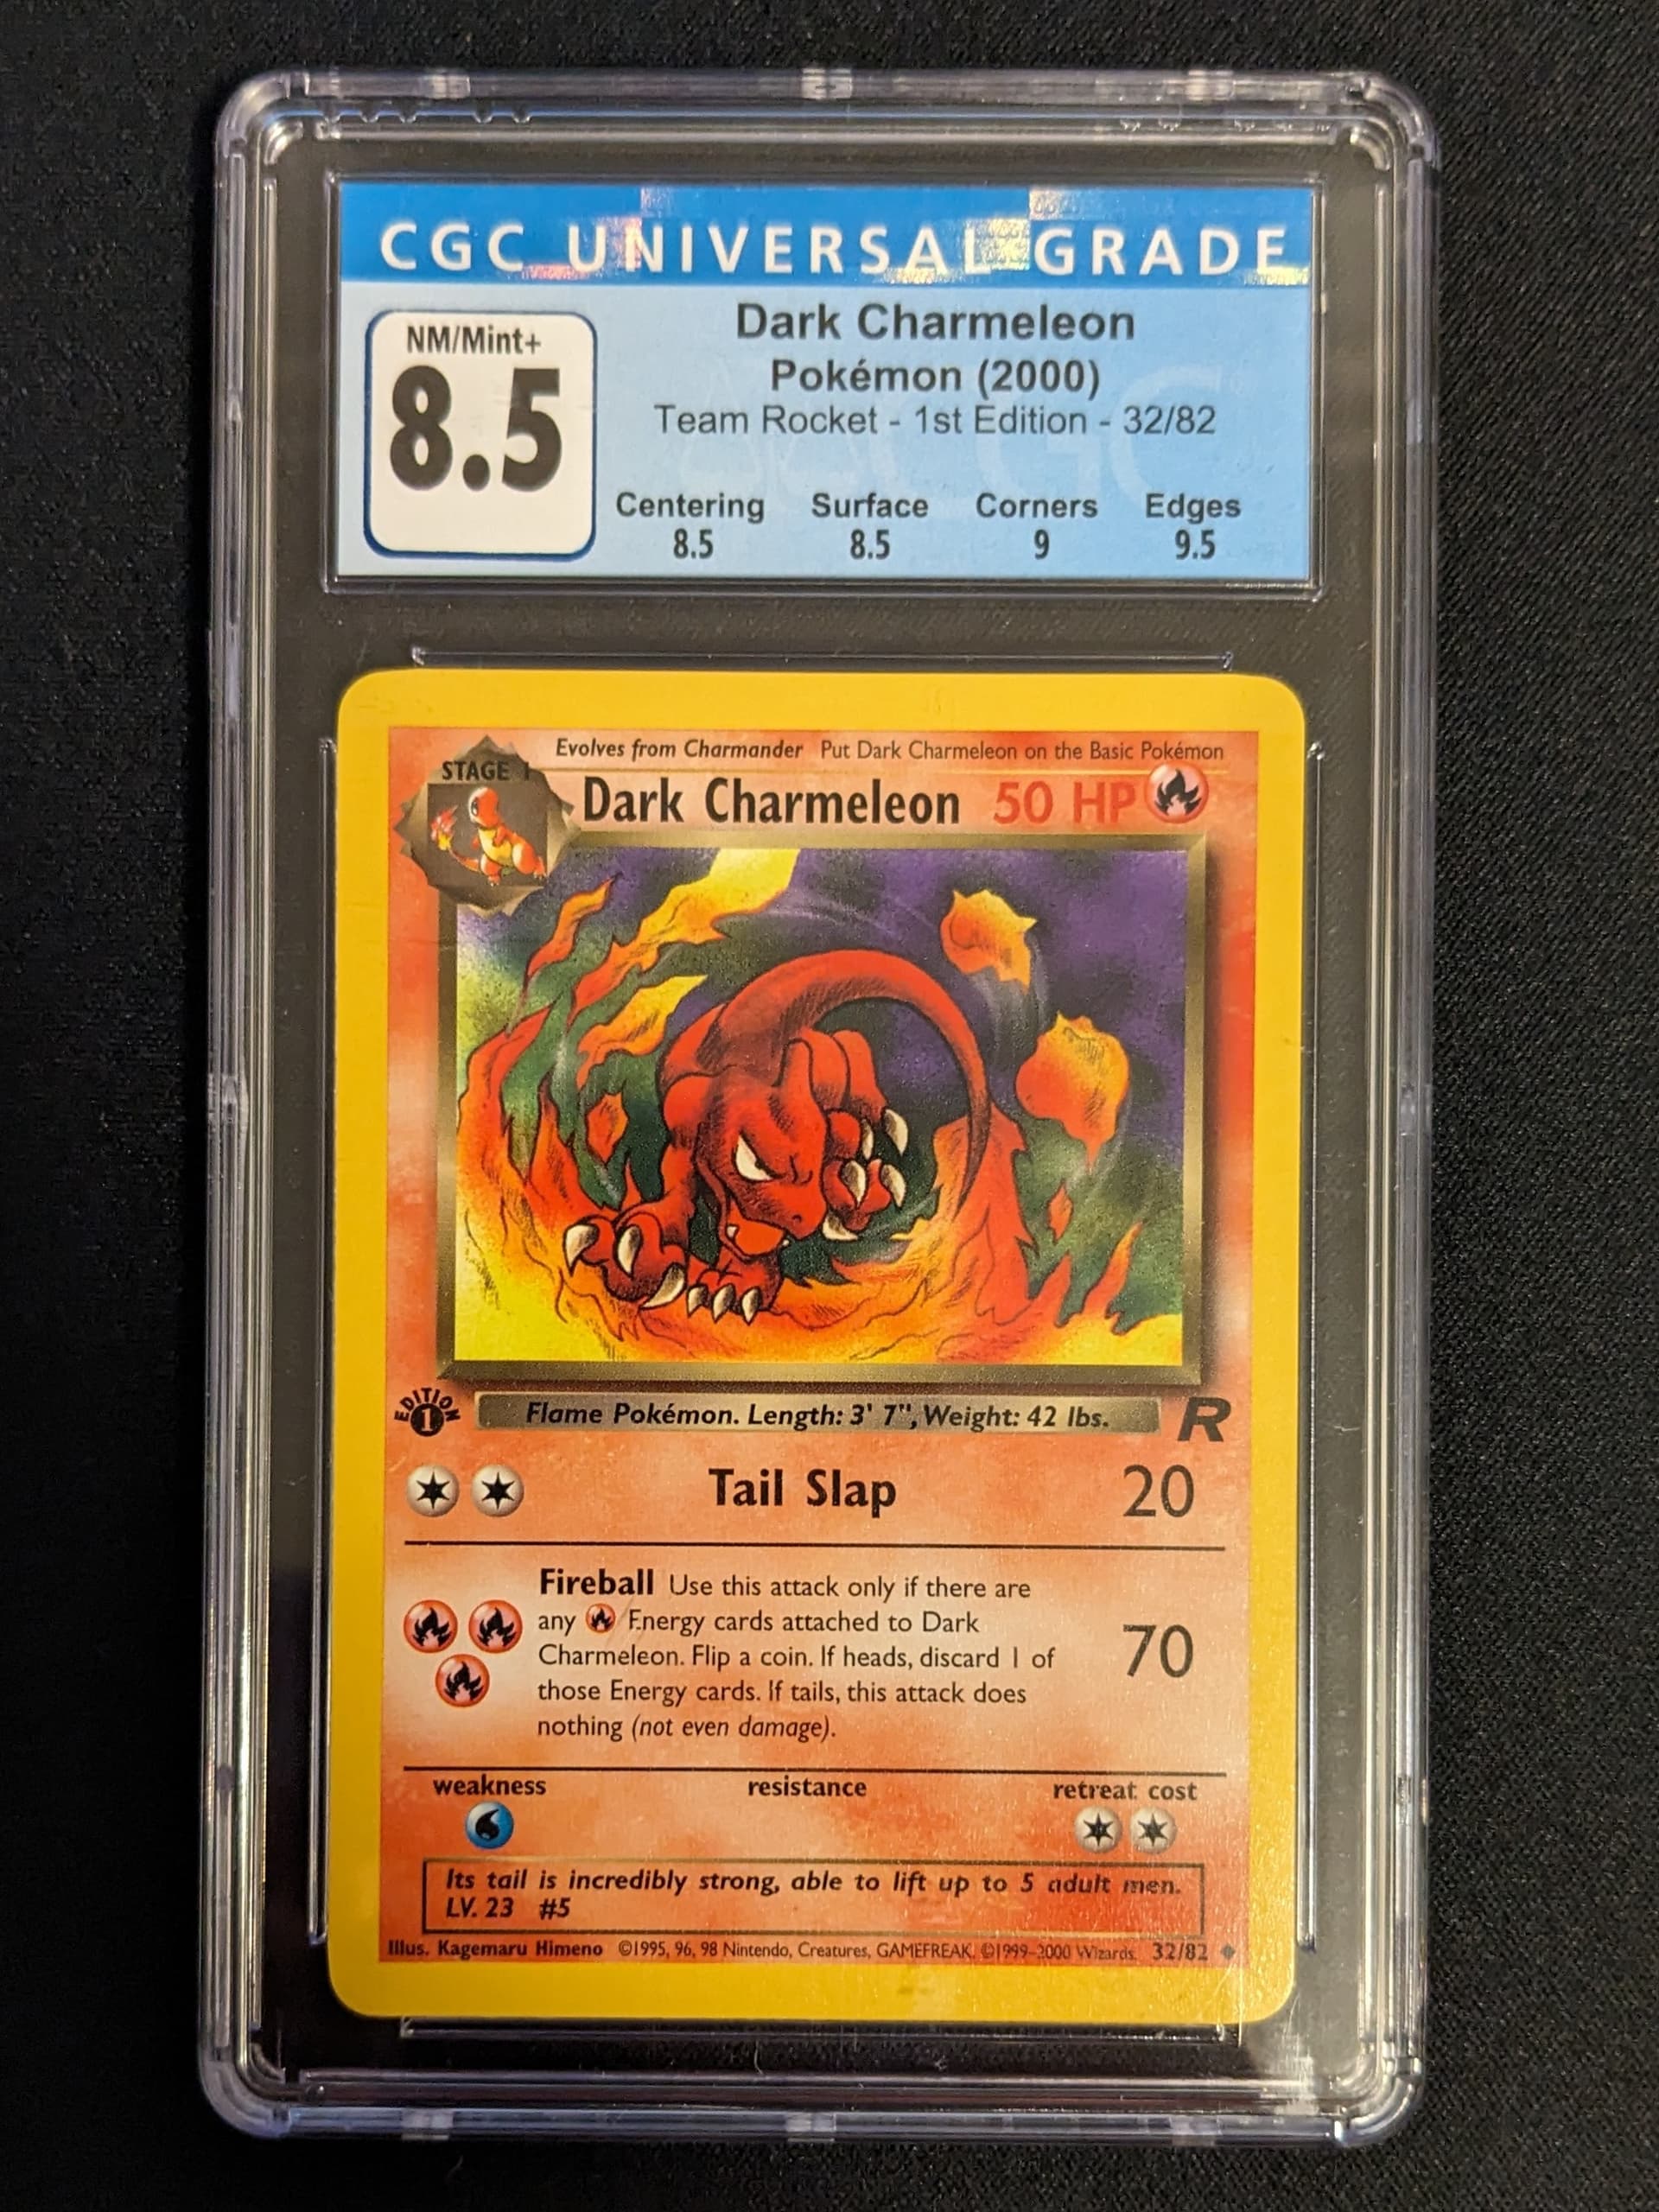 CGC UNIVERSAL GRADE
NM/Mint+
8.5
Dark Charmeleon
Pokémon (2000)
Team Rocket - 1st Edition - 32/82
Centering Surface Corners Edges
8.5 8.5 9 9.5
Evolves from Charmander Put Dark Charmeleon on the Basic Pokémon
STAGE 1
Dark Charmeleon 50 HP
EDITION
1
Flame Pokémon. Length: 3' 7", Weight: 42 lbs.
R
Tail Slap 20
Fireball Use this attack only if there are
any Energy cards attached to Dark
Charmeleon. Flip a coin. If heads, discard 1 of
those Energy cards. If tails, this attack does
nothing (not even damage).
70
weakness resistance retreat cost
Its tail is incredibly strong, able to lift up to 5 adult men.
LV. 23 #5
Illus. Kagemaru Himeno ©1995, 96, 98 Nintendo, Creatures, GAMEFREAK. ©1999-2000 Wizards. 32/82